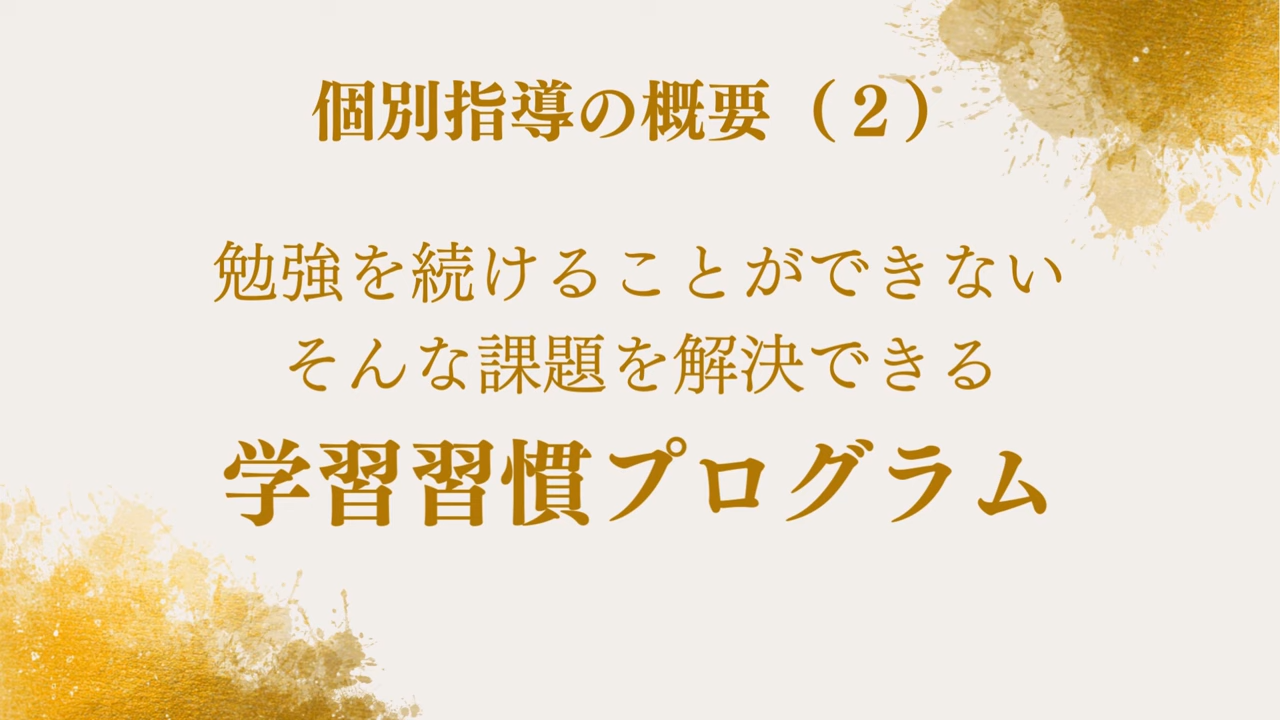 個別指導の概要（２）
勉強を続けることができない
そんな課題を解決できる
学習習慣プログラム